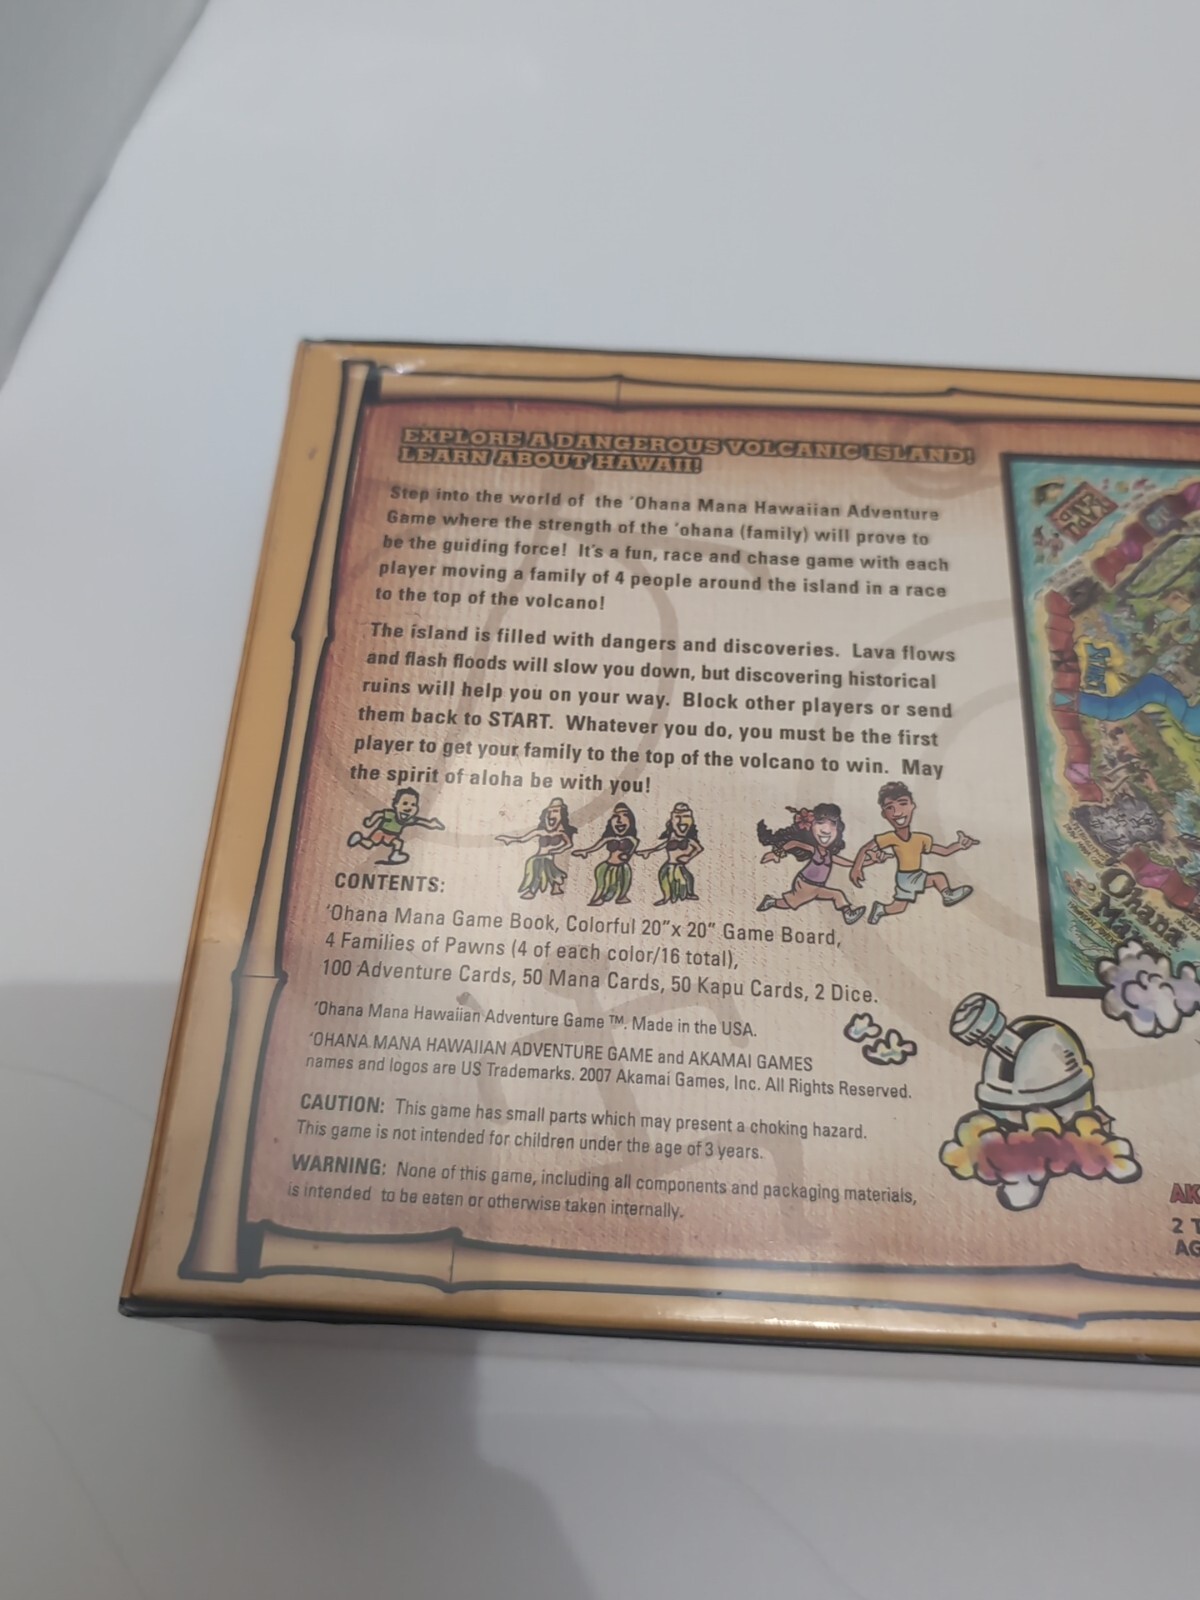 EXPLORE A DANGEROUS VOLCANIC ISLAND!
LEARN ABOUT HAWAII!
Step into the world of the ‘Ohana Mana Hawaiian Adventure
Game where the strength of the ‘ohana (family) will prove to
be the guiding force! It's a fun, race and chase game with each
player moving a family of 4 people around the island in a race
to the top of the volcano!
The island is filled with dangers and discoveries. Lava flows
and flash floods will slow you down, but discovering historical
ruins will help you on your way. Block other players or send
them back to START. Whatever you do, you must be the first
player to get your family to the top of the volcano to win. May
the spirit of aloha be with you!
CONTENTS:
‘Ohana Mana Game Book, Colorful 20”x 20” Game Board,
4 Families of Pawns (4 of each color/16 total),
100 Adventure Cards, 50 Mana Cards, 50 Kapu Cards, 2 Dice.
‘Ohana Mana Hawaiian Adventure Game ™. Made in the USA.
‘OHANA MANA HAWAIIAN ADVENTURE GAME and AKAMAI GAMES
names and logos are US Trademarks. 2007 Akamai Games, Inc. All Rights Reserved.
CAUTION: This game has small parts which may present a choking hazard.
This game is not intended for children under the age of 3 years.
WARNING: None of this game, including all components and packaging materials,
is intended to be eaten or otherwise taken internally.
START
Ohana
AK
2 T
AG